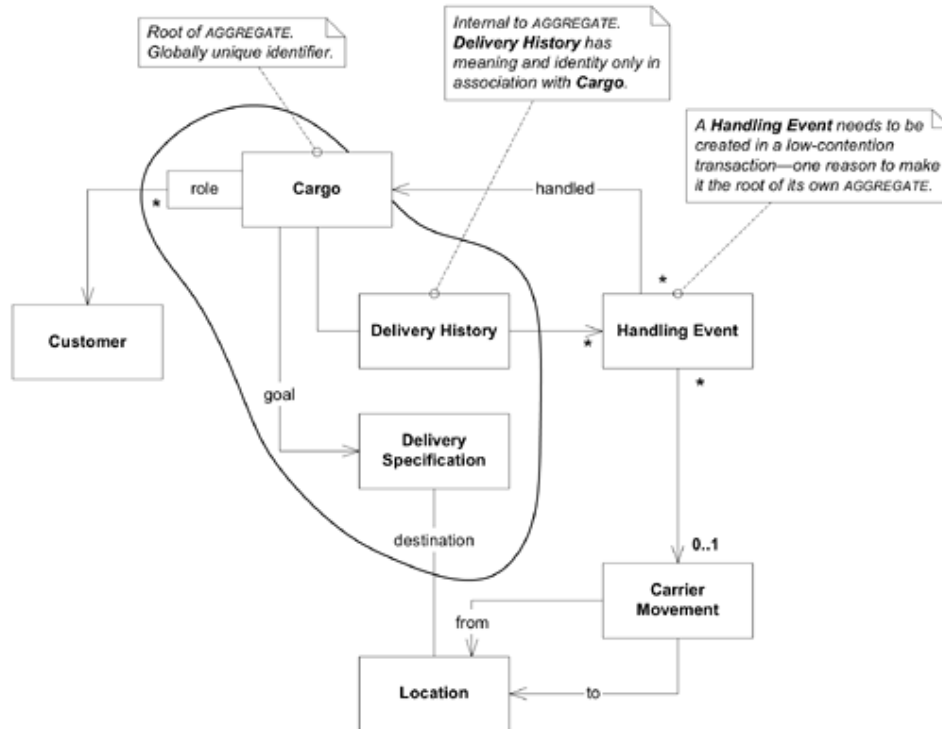 Root of AGGREGATE.
Globally unique identifier.
Internal to AGGREGATE.
Delivery History has
meaning and identity only in
association with Cargo.
A Handling Event needs to be
created in a low-contention
transaction—one reason to make
it the root of its own AGGREGATE.
role
*
Cargo
handled
*
Customer
Delivery History
*
Handling Event
*
goal
Delivery
Specification
destination
0..1
Carrier
Movement
from
Location
to